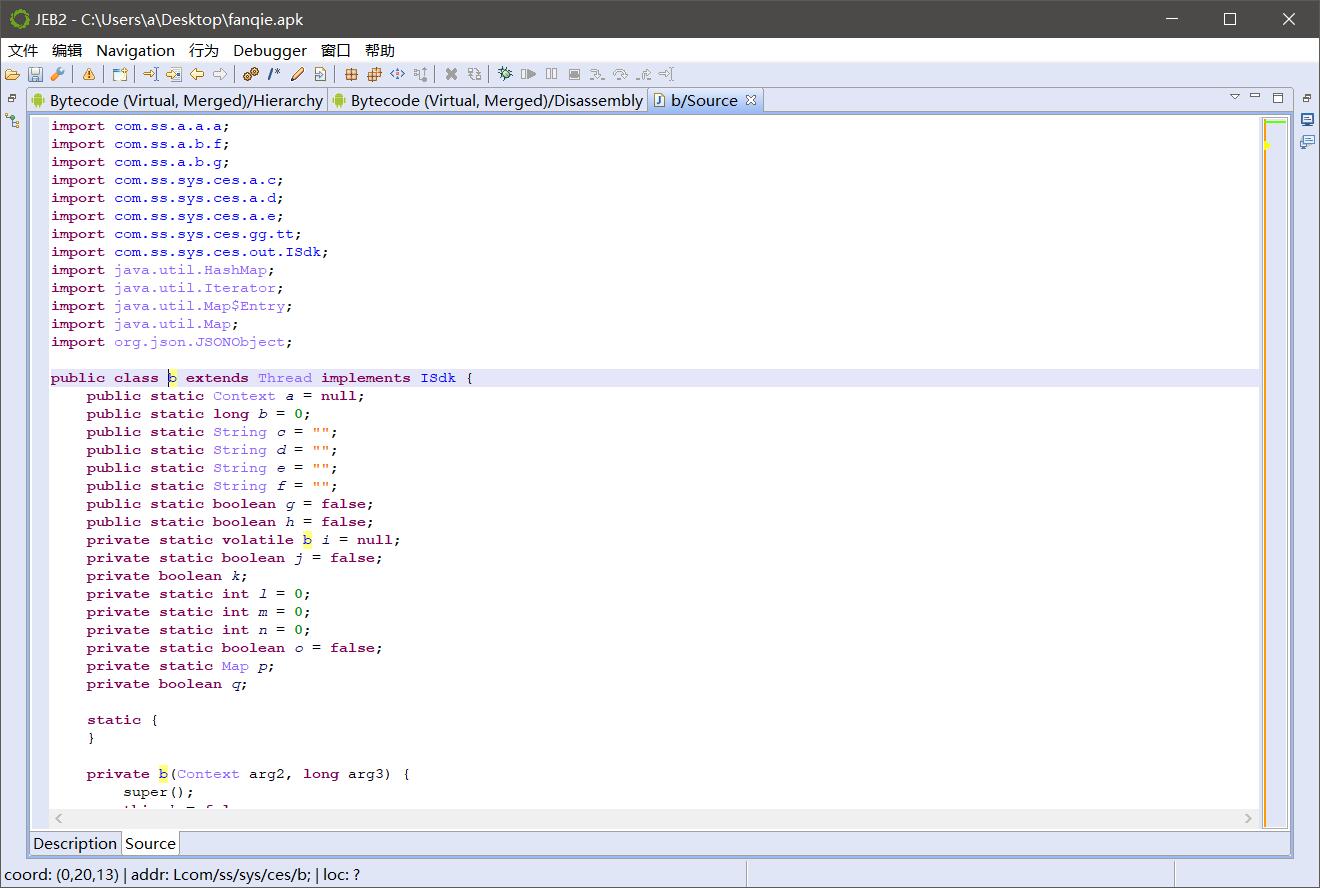 JEB2 - C:\Users\a\Desktop\fanqie.apk
文件 编辑 Navigation 行为 Debugger 窗口 帮助
Bytecode (Virtual, Merged)/Hierarchy Bytecode (Virtual, Merged)/Disassembly b/Source
import com.ss.a.a.a;
import com.ss.a.b.f;
import com.ss.a.b.g;
import com.ss.sys.ces.a.c;
import com.ss.sys.ces.a.d;
import com.ss.sys.ces.a.e;
import com.ss.sys.ces.gg.tt;
import com.ss.sys.ces.out.ISdk;
import java.util.HashMap;
import java.util.Iterator;
import java.util.Map$Entry;
import java.util.Map;
import org.json.JSONObject;
public class b extends Thread implements ISdk {
public static Context a = null;
public static long b = 0;
public static String c = "";
public static String d = "";
public static String e = "";
public static String f = "";
public static boolean g = false;
public static boolean h = false;
private static volatile b i = null;
private static boolean j = false;
private boolean k;
private static int l = 0;
private static int m = 0;
private static int n = 0;
private static boolean o = false;
private static Map p;
private boolean q;
static {
}
private b(Context arg2, long arg3) {
super();
Description Source
coord: (0,20,13) | addr: Lcom/ss/sys/ces/b; | loc: ?